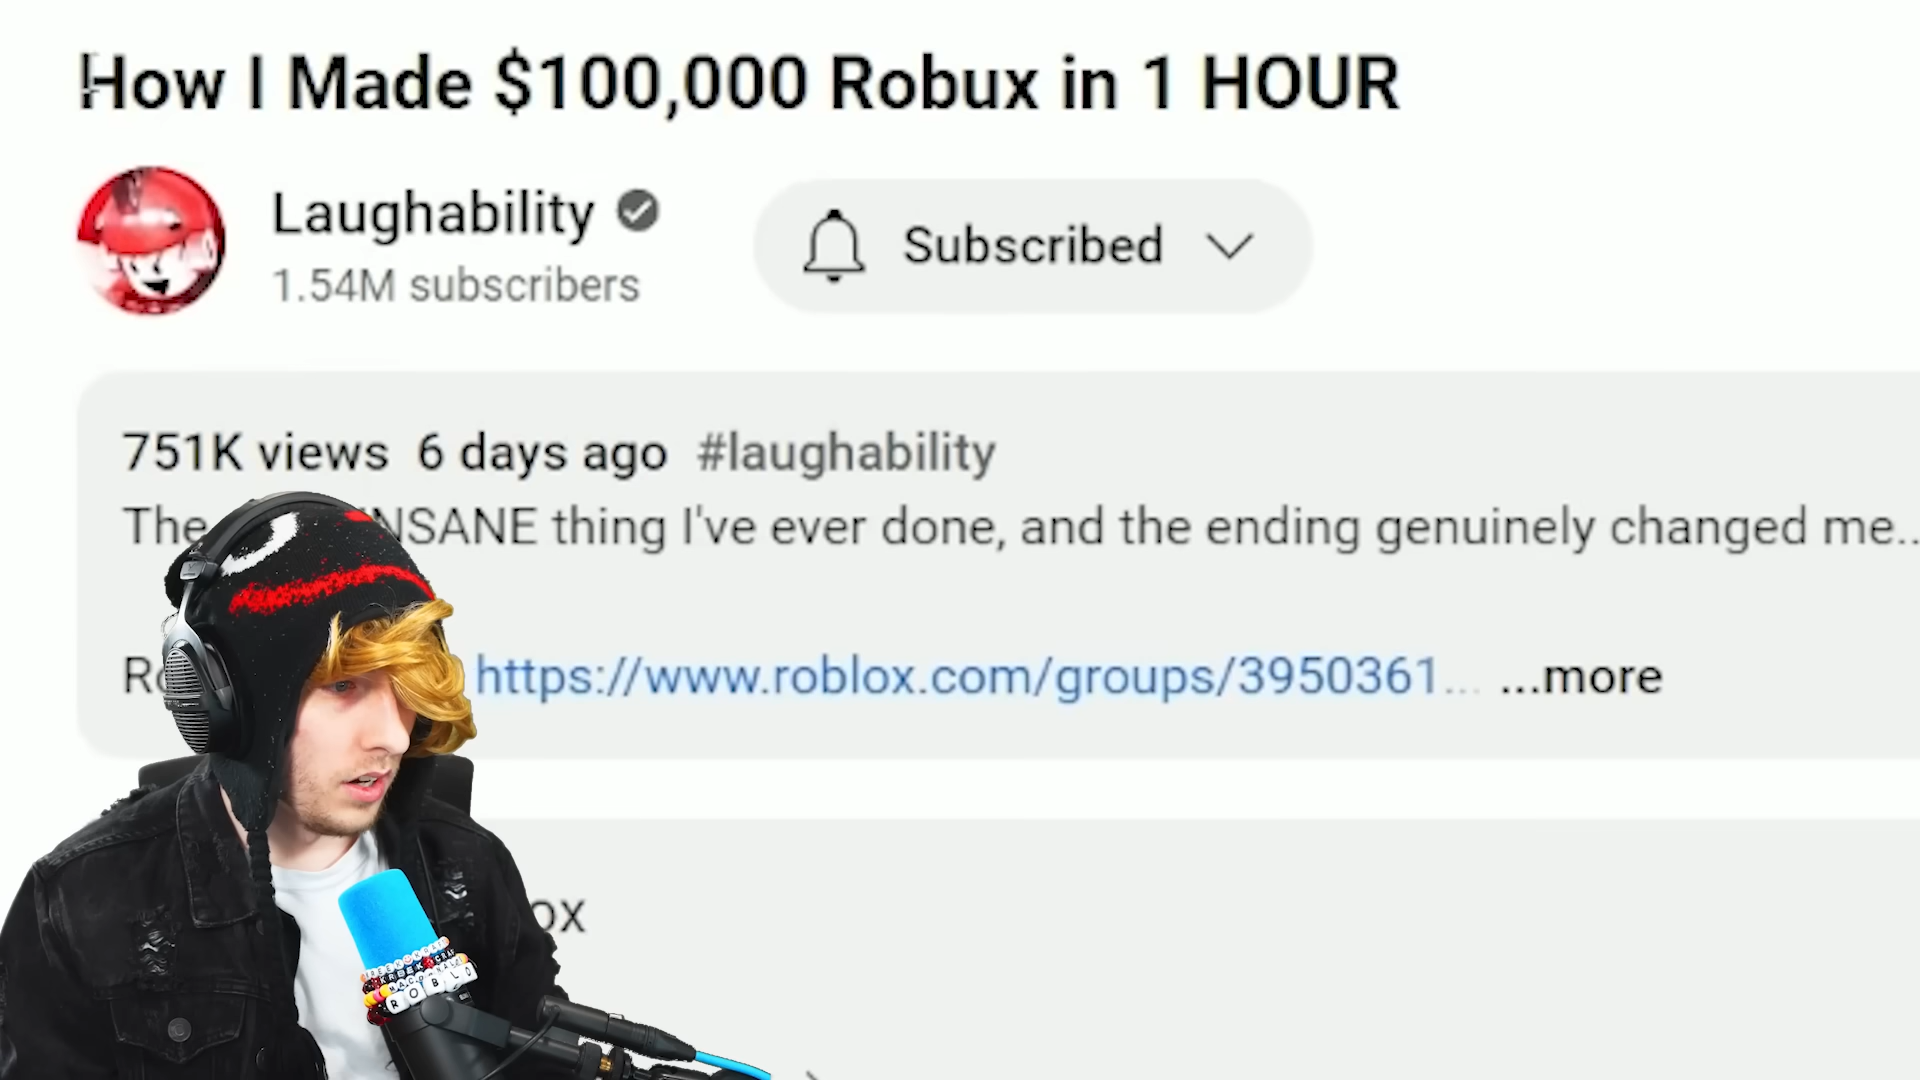 How I Made $100,000 Robux in 1 HOUR
Laughability
1.54M subscribers
Subscribed
751K views 6 days ago #laughability
The NSANE thing I've ever done, and the ending genuinely changed me..
https://www.roblox.com/groups/3950361... ...more
ox
ROBLO